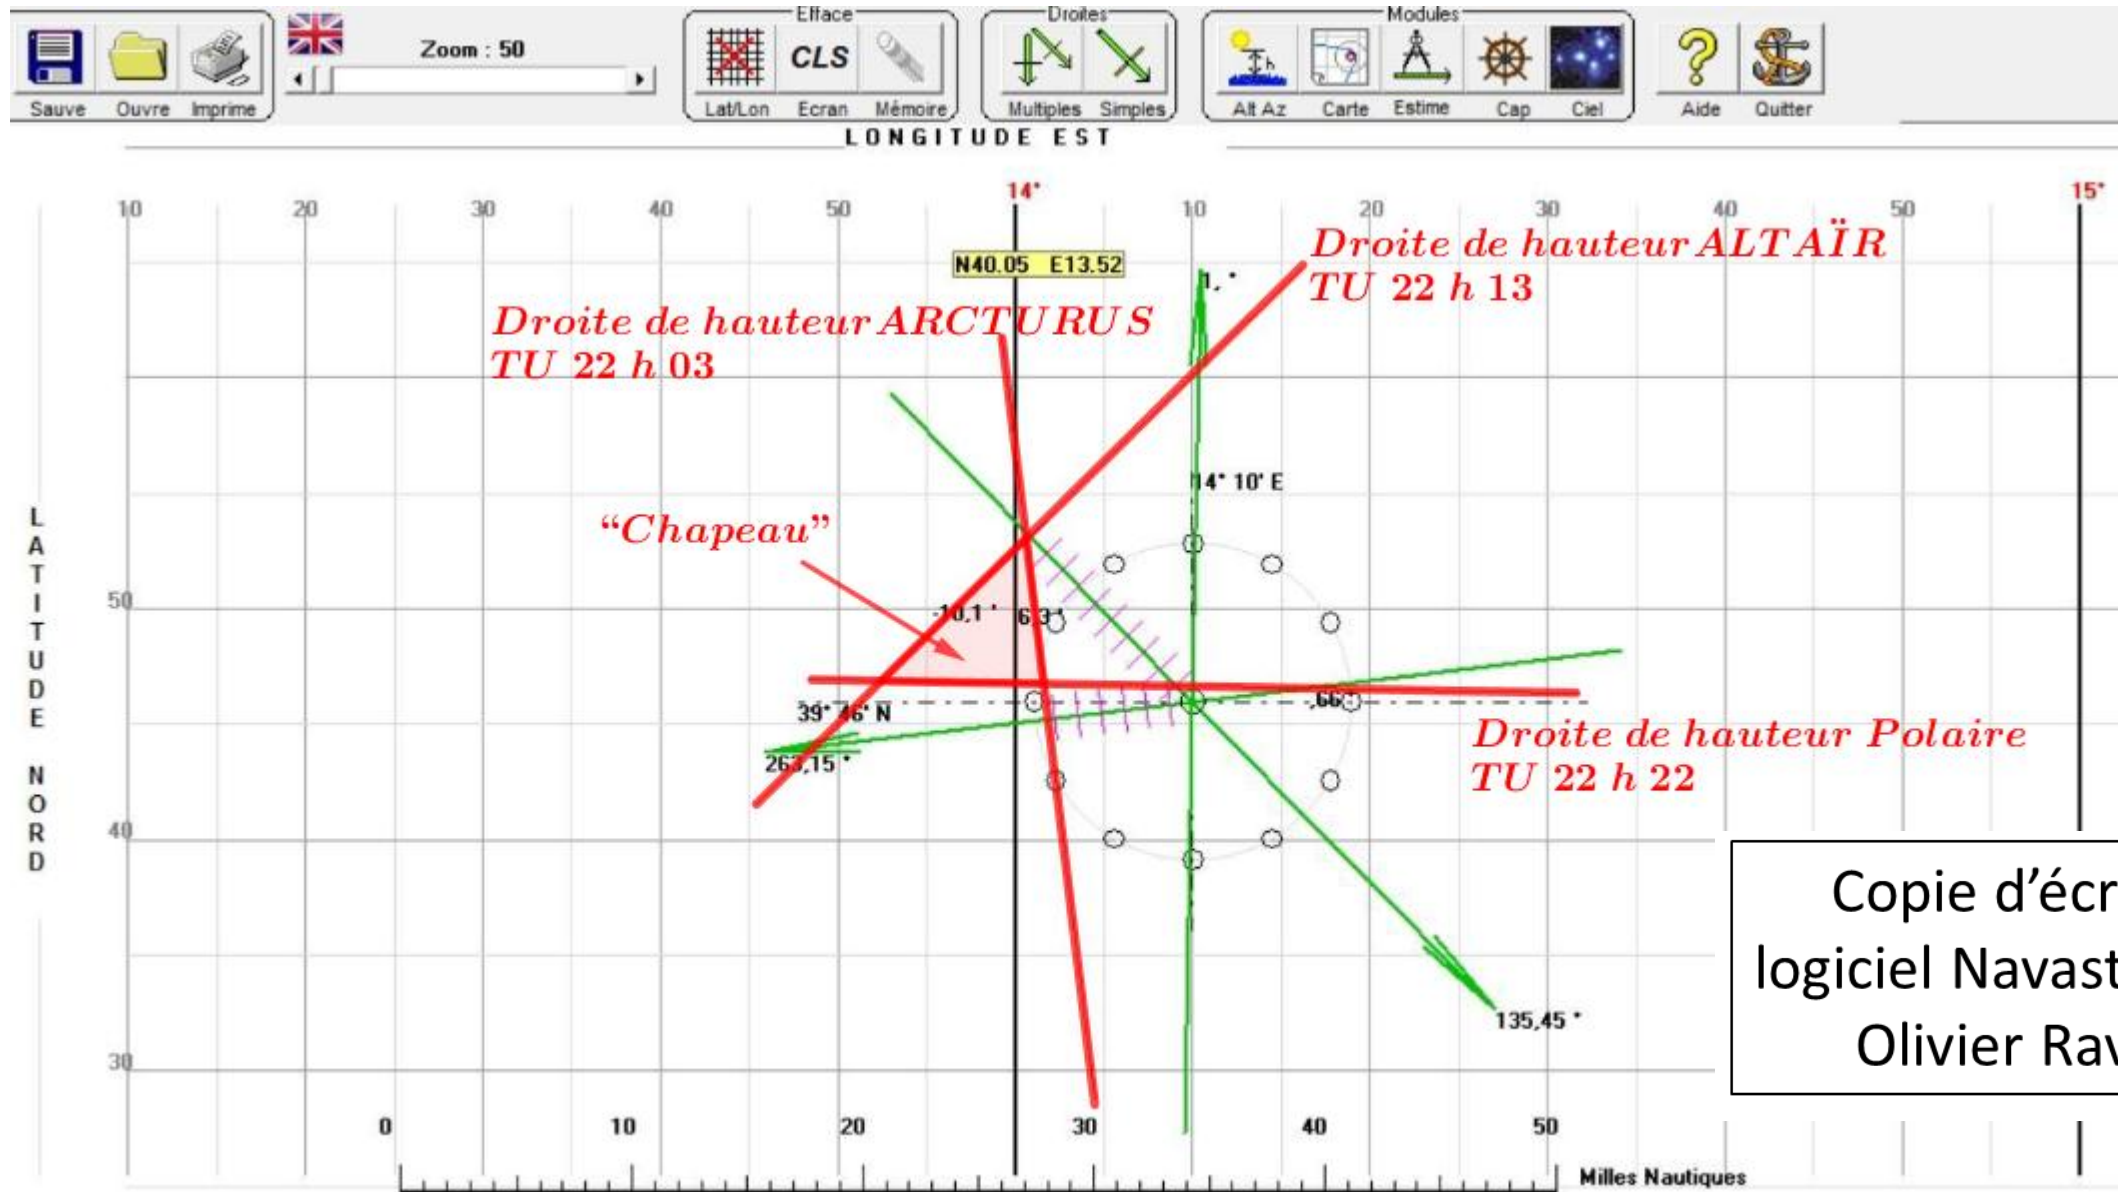 Efface Droites Modules
Zoom : 50
CLS
Sauve Ouvre Imprime Lat/Lon Ecran Mémoire Multiples Simples Alt Az Carte Estime Cap Ciel Aide Quitter
LONGITUDE EST
14° 15°
10 20 30 40 50 10 20 30 40 50
Droite de hauteur ALTAÏR
TU 22 h 13
N40.05 E13.52
1, °
Droite de hauteur ARCTURUS
TU 22 h 03
14° 10' E
"Chapeau"
LATITUDE NORD
50
-10,1 ' 6,3 '
,66 '
39° 46' N
263,15 °
Droite de hauteur Polaire
TU 22 h 22
40
Copie d'écr
logiciel Navast
Olivier Rav
135,45 °
30
0 10 20 30 40 50
Milles Nautiques